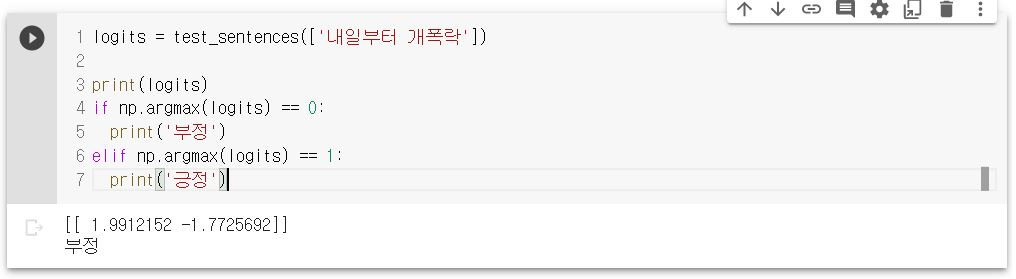 1 logits = test_sentences(['내일부터 개폭락'])
2
3 print(logits)
4 if np.argmax(logits) == 0:
5   print('부정')
6 elif np.argmax(logits) == 1:
7   print('긍정')
[[ 1.9912152 -1.7725692]]
부정